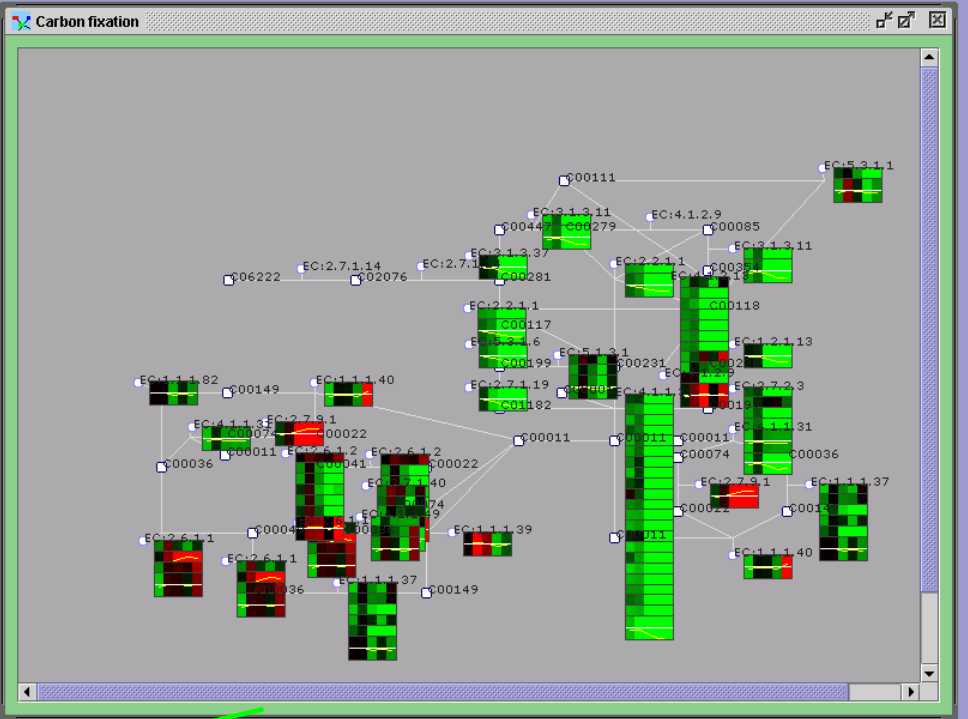 Carbon fixation
EC:5.3.1.1
C00111
EC:3.1.3.11
EC:4.1.2.9
C00447
C00279
C00085
EC:3.1.3.11
EC:3.1.3.37
EC:2.2.1.1
EC:2.7.1.14
C06222
C02076
C00281
EC:2.2.1.1
C00118
C00117
EC:5.3.1.6
EC:1.2.1.13
EC:5.1.3.1
C00199
C00231
EC:1.1.1.82
EC:1.1.1.40
EC:2.7.1.19
EC:2.7.2.3
C00149
C01182
EC:2.7.9.1
EC:4.1.1.31
C00022
C00011
C00011
C00011
C00011
C00074
C00036
C00036
C00041
C00022
EC:2.7.9.1
EC:1.1.1.37
C00022
EC:1.1.1.39
C00011
EC:2.6.1.1
EC:2.6.1.1
EC:1.1.1.40
EC:1.1.1.37
C00149